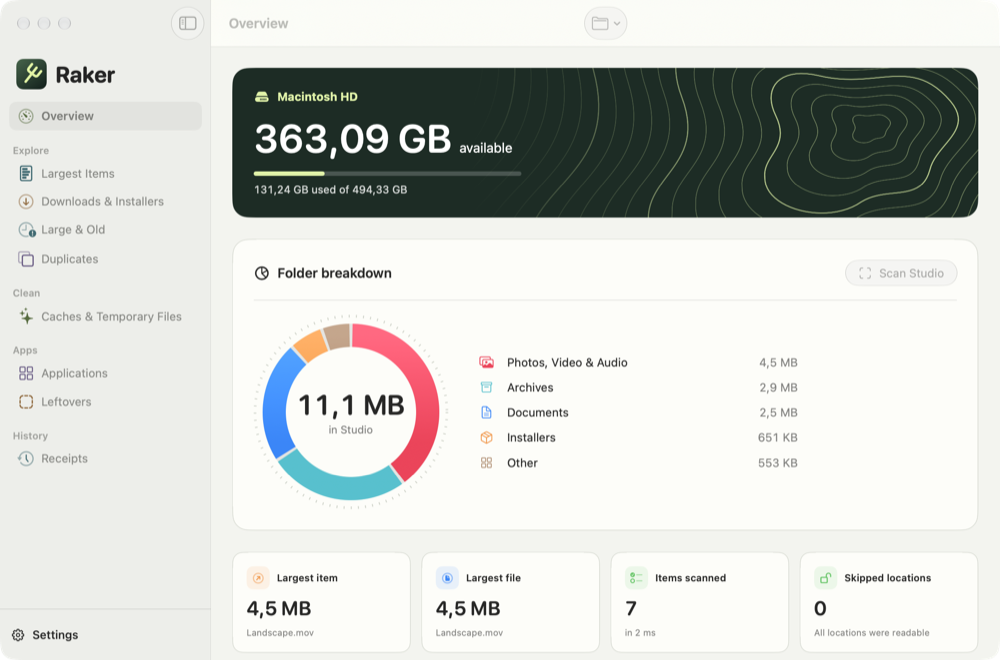 Overview
Raker
Overview
Explore
Largest Items
Downloads & Installers
Large & Old
Duplicates
Clean
Caches & Temporary Files
Apps
Applications
Leftovers
History
Receipts
Settings
Macintosh HD
363,09 GB available
131,24 GB used of 494,33 GB
Folder breakdown
Scan Studio
11,1 MB
in Studio
Photos, Video & Audio 4,5 MB
Archives 2,9 MB
Documents 2,5 MB
Installers 651 KB
Other 553 KB
Largest item
4,5 MB
Landscape.mov
Largest file
4,5 MB
Landscape.mov
Items scanned
7
in 2 ms
Skipped locations
0
All locations were readable